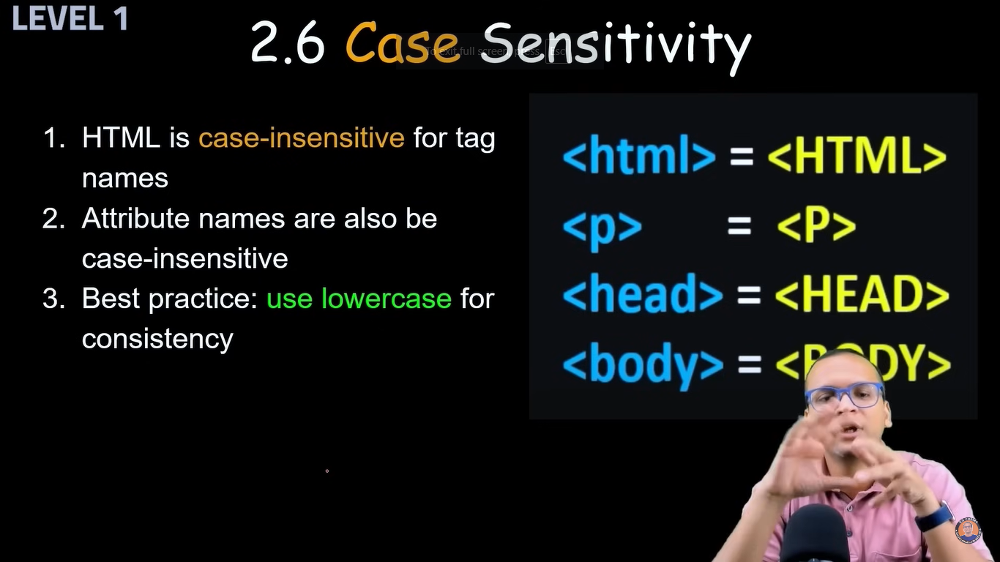 LEVEL 1
2.6 Case Sensitivity
To exit full screen, press Esc
1. HTML is case-insensitive for tag
names
2. Attribute names are also be
case-insensitive
3. Best practice: use lowercase for
consistency
<html> = <HTML>
<p> = <P>
<head> = <HEAD>
<body> = <BODY>